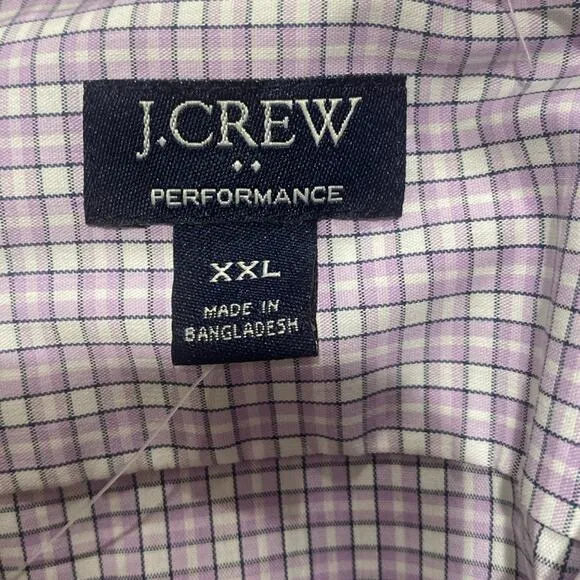 J.CREW
PERFORMANCE
XXL
MADE IN
BANGLADESH